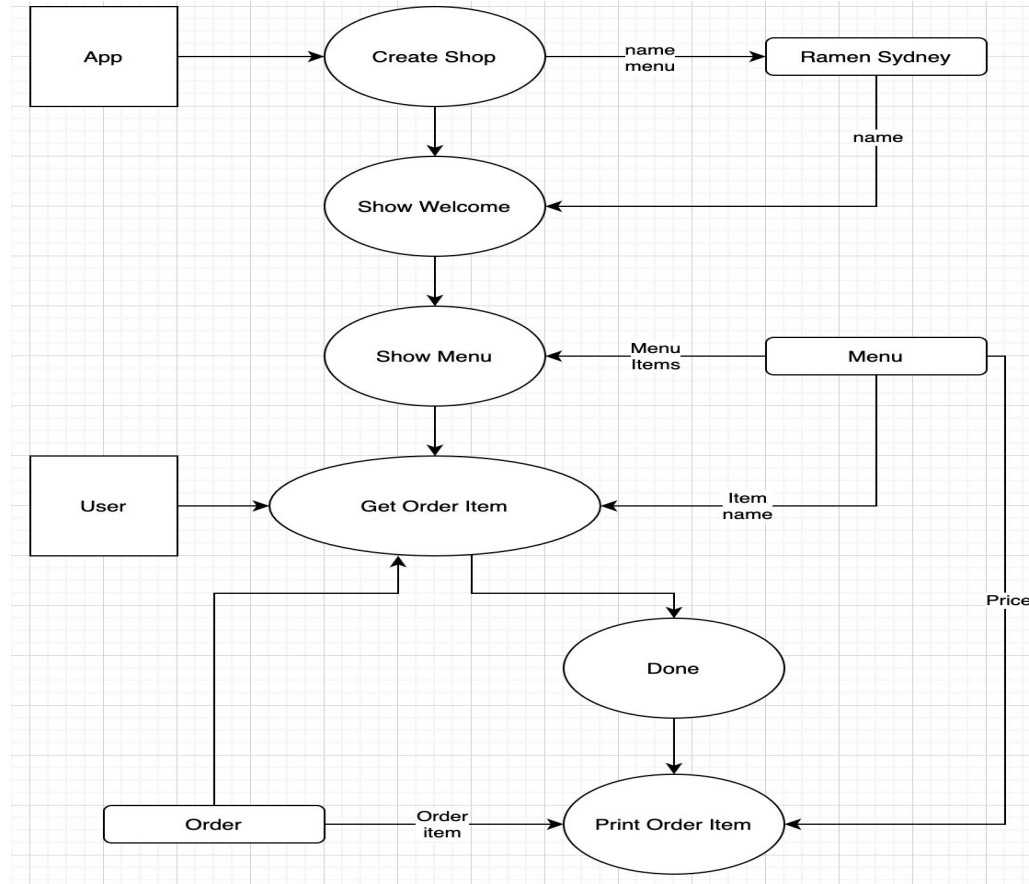 App
Create Shop
name
menu
Ramen Sydney
name
Show Welcome
Show Menu
Menu
Items
Menu
User
Get Order Item
Item
name
Price
Done
Order
Order
item
Print Order Item